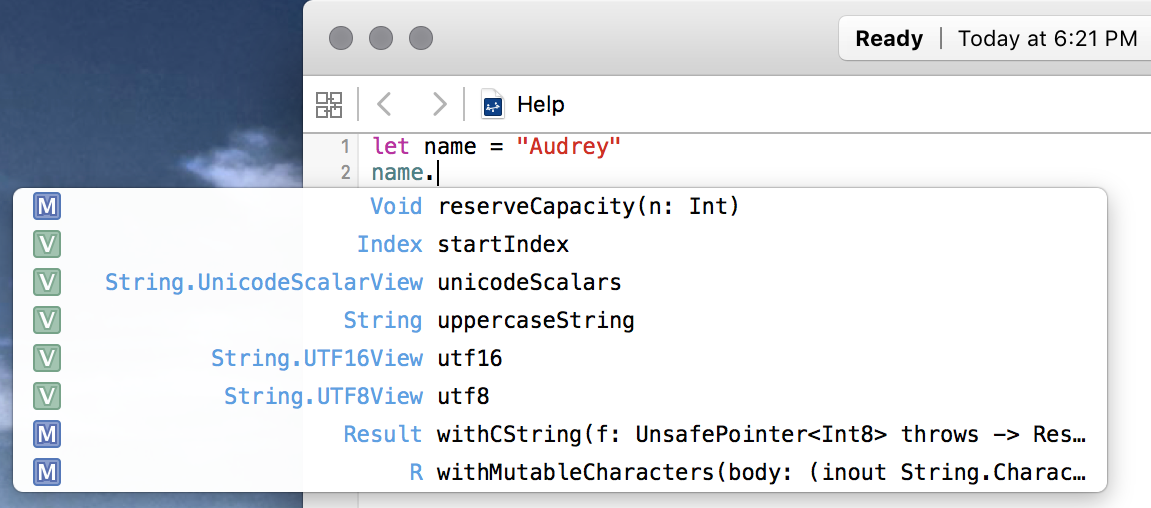 Ready | Today at 6:21 PM
Help
1 let name = "Audrey"
2 name.
M Void reserveCapacity(n: Int)
V Index startIndex
V String.UnicodeScalarView unicodeScalars
V String uppercaseString
V String.UTF16View utf16
V String.UTF8View utf8
M Result withCString(f: UnsafePointer<Int8> throws -> Res…
M R withMutableCharacters(body: (inout String.Charac…